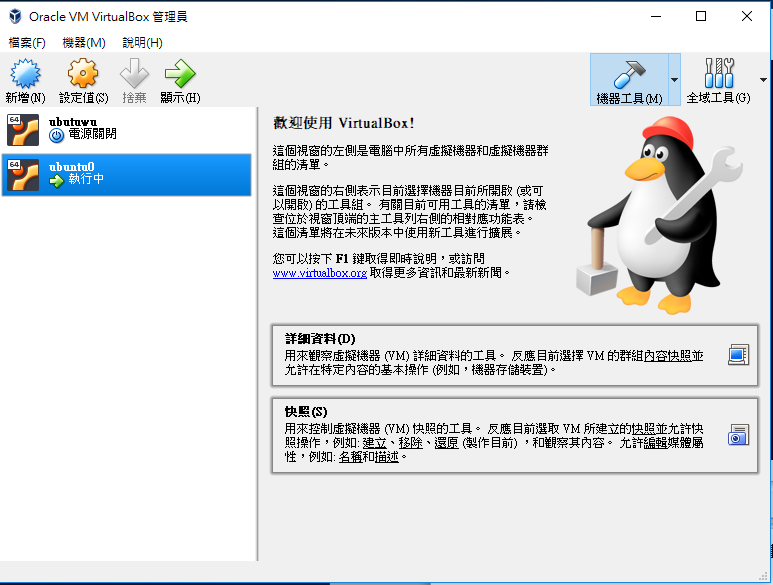 Oracle VM VirtualBox 管理員
檔案(F) 機器(M) 說明(H)
新增(N) 設定值(S) 捨棄 顯示(H) 機器工具(M) 全域工具(G)
64 ubutuwu
電源關閉
64 ubuntu0
執行中
歡迎使用 VirtualBox!
這個視窗的左側是電腦中所有虛擬機器和虛擬機器群
組的清單。
這個視窗的右側表示目前選擇機器目前所開啟 (或可
以開啟) 的工具組。 有關目前可用工具的清單，請檢
查位於視窗頂端的主工具列右側的相對應功能表。
這個清單將在未來版本中使用新工具進行擴展。
您可以按下 F1 鍵取得即時說明，或訪問
www.virtualbox.org 取得更多資訊和最新新聞。
詳細資料(D)
用來觀察虛擬機器 (VM) 詳細資料的工具。 反應目前選擇 VM 的群組內容快照並
允許在特定內容的基本操作 (例如，機器存儲裝置)。
快照(S)
用來控制虛擬機器 (VM) 快照的工具。 反應目前選取 VM 所建立的快照並允許快
照操作，例如: 建立、移除、還原 (製作目前) ，和觀察其內容。 允許編輯媒體屬
性，例如: 名稱和描述。